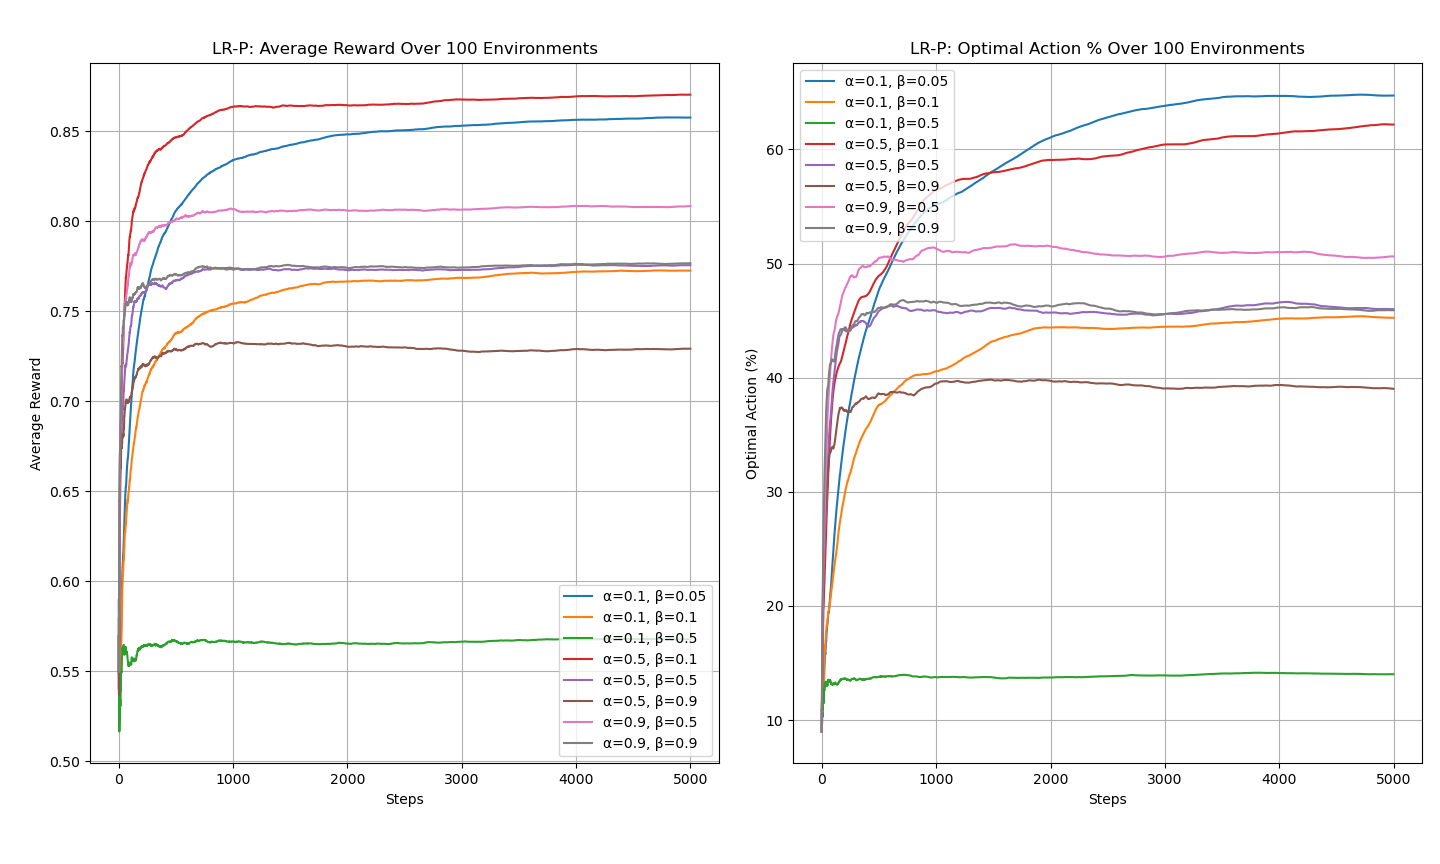 LR-P: Average Reward Over 100 Environments
Average Reward
0.85
0.80
0.75
0.70
0.65
0.60
0.55
0.50
0
1000
2000
3000
4000
5000
Steps
α=0.1, β=0.05
α=0.1, β=0.1
α=0.1, β=0.5
α=0.5, β=0.1
α=0.5, β=0.5
α=0.5, β=0.9
α=0.9, β=0.5
α=0.9, β=0.9
LR-P: Optimal Action % Over 100 Environments
Optimal Action (%)
60
50
40
30
20
10
0
1000
2000
3000
4000
5000
Steps
α=0.1, β=0.05
α=0.1, β=0.1
α=0.1, β=0.5
α=0.5, β=0.1
α=0.5, β=0.5
α=0.5, β=0.9
α=0.9, β=0.5
α=0.9, β=0.9